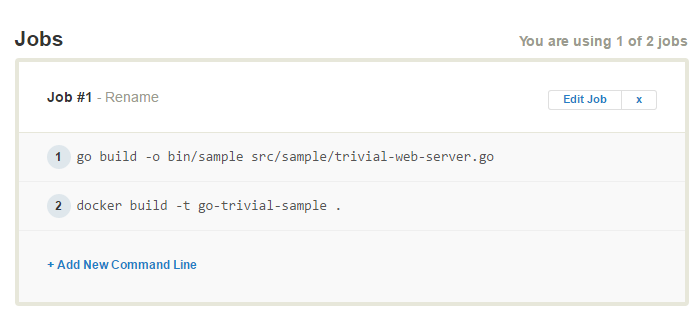 Jobs
You are using 1 of 2 jobs
Job #1 - Rename
Edit Job x
1 go build -o bin/sample src/sample/trivial-web-server.go
2 docker build -t go-trivial-sample .
+ Add New Command Line